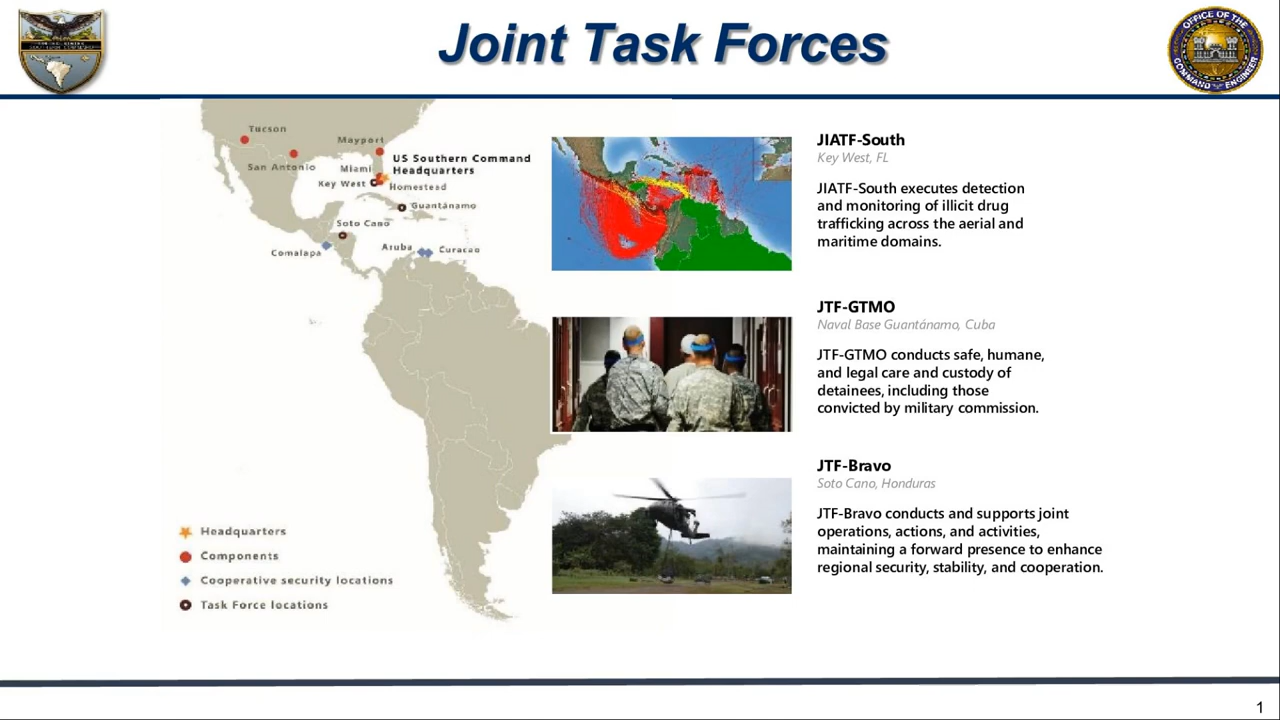 Joint Task Forces
OFFICE OF THE
COMMAND ENGINEER
Tucson
Mayport
San Antonio
Miami
US Southern Command
Headquarters
Key West
Homestead
Guantánamo
Soto Cano
Comalapa
Aruba
Curacao
Headquarters
Components
Cooperative security locations
Task Force locations
JIATF-South
Key West, FL
JIATF-South executes detection
and monitoring of illicit drug
trafficking across the aerial and
maritime domains.
JTF-GTMO
Naval Base Guantánamo, Cuba
JTF-GTMO conducts safe, humane,
and legal care and custody of
detainees, including those
convicted by military commission.
JTF-Bravo
Soto Cano, Honduras
JTF-Bravo conducts and supports joint
operations, actions, and activities,
maintaining a forward presence to enhance
regional security, stability, and cooperation.
1